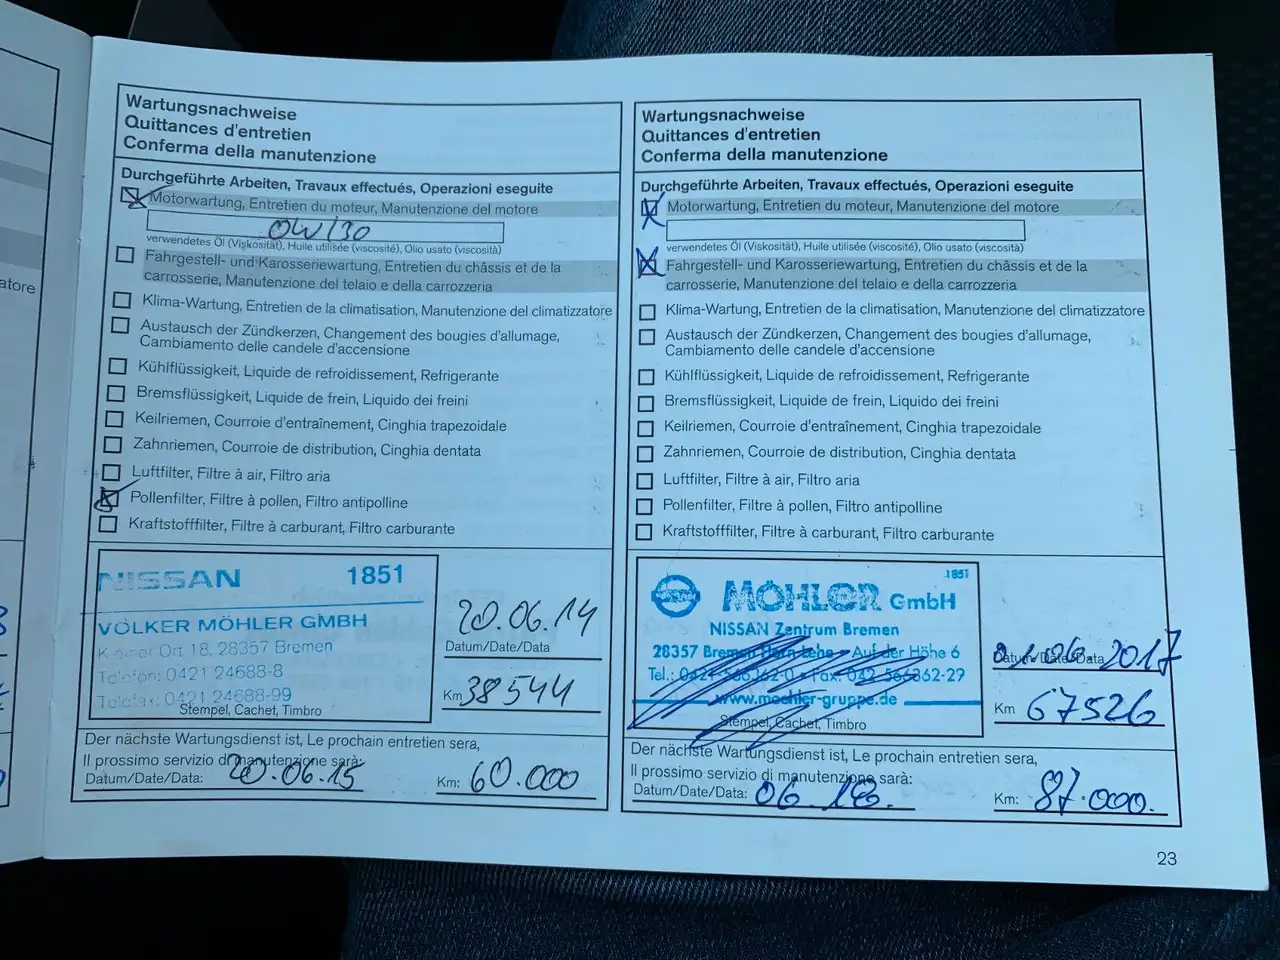 Wartungsnachweise
Quittances d'entretien
Conferma della manutenzione
Durchgeführte Arbeiten, Travaux effectués, Operazioni eseguite
Motorwartung, Entretien du moteur, Manutenzione del motore
0W/30
verwendetes Öl (Viskosität), Huile utilisée (viscosité), Olio usato (viscosità)
Fahrgestell- und Karosseriewartung, Entretien du châssis et de la
carrosserie, Manutenzione del telaio e della carrozzeria
Klima-Wartung, Entretien de la climatisation, Manutenzione del climatizzatore
Austausch der Zündkerzen, Changement des bougies d'allumage,
Cambiamento delle candele d'accensione
Kühlflüssigkeit, Liquide de refroidissement, Refrigerante
Bremsflüssigkeit, Liquide de frein, Liquido dei freini
Keilriemen, Courroie d'entraînement, Cinghia trapezoidale
Zahnriemen, Courroie de distribution, Cinghia dentata
Luftfilter, Filtre à air, Filtro aria
Pollenfilter, Filtre à pollen, Filtro antipolline
Kraftstofffilter, Filtre à carburant, Filtro carburante
NISSAN 1851
VOLKER MÖHLER GMBH
Ort 18, 28357 Bremen
Telefon: 0421 24688-8
Telefax: 0421 24688-99
Stempel, Cachet, Timbro
20.06.14
Datum/Date/Data
Km 38544
Der nächste Wartungsdienst ist, Le prochain entretien sera,
Il prossimo servizio di manutenzione sarà:
Datum/Date/Data: 20.06.15 Km: 60.000
Wartungsnachweise
Quittances d'entretien
Conferma della manutenzione
Durchgeführte Arbeiten, Travaux effectués, Operazioni eseguite
Motorwartung, Entretien du moteur, Manutenzione del motore
verwendetes Öl (Viskosität), Huile utilisée (viscosité), Olio usato (viscosità)
Fahrgestell- und Karosseriewartung, Entretien du châssis et de la
carrosserie, Manutenzione del telaio e della carrozzeria
Klima-Wartung, Entretien de la climatisation, Manutenzione del climatizzatore
Austausch der Zündkerzen, Changement des bougies d'allumage,
Cambiamento delle candele d'accensione
Kühlflüssigkeit, Liquide de refroidissement, Refrigerante
Bremsflüssigkeit, Liquide de frein, Liquido dei freini
Keilriemen, Courroie d'entraînement, Cinghia trapezoidale
Zahnriemen, Courroie de distribution, Cinghia dentata
Luftfilter, Filtre à air, Filtro aria
Pollenfilter, Filtre à pollen, Filtro antipolline
Kraftstofffilter, Filtre à carburant, Filtro carburante
1851
MÖHLER GmbH
NISSAN Zentrum Bremen
28357 Bremen Horn-Lehe • Auf der Höhe 6
Tel.:
www.moehler-gruppe.de
Stempel, Cachet, Timbro
21.06.2017
Datum/Date/Data
Km 67526
Der nächste Wartungsdienst ist, Le prochain entretien sera,
Il prossimo servizio di manutenzione sarà:
Datum/Date/Data: 06.18. Km: 87.000.
23
atore